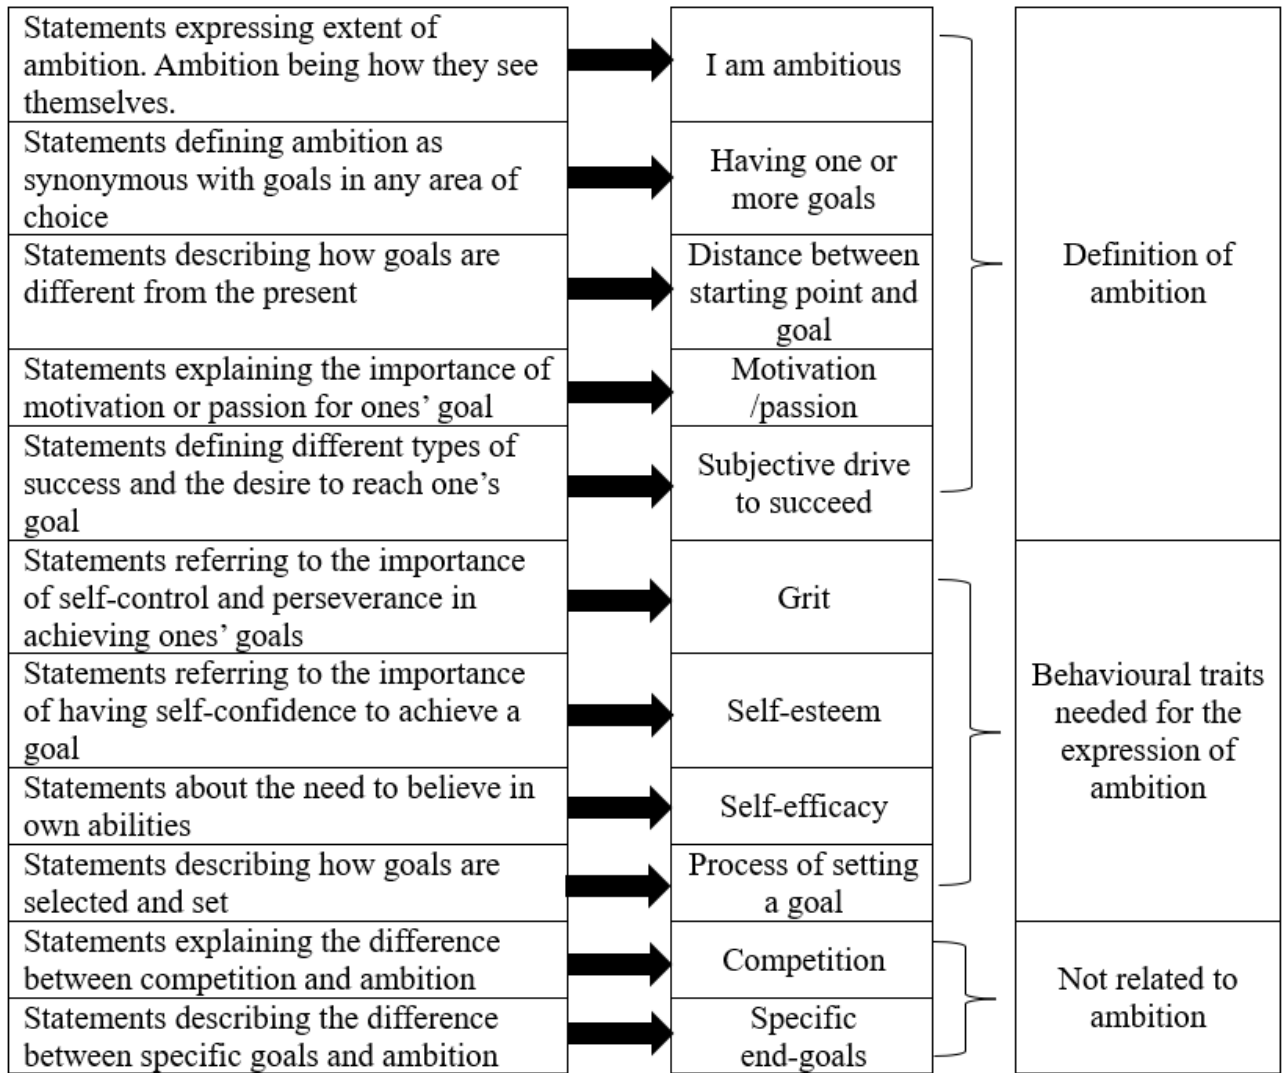 Statements expressing extent of
ambition. Ambition being how they see
themselves.
I am ambitious
Statements defining ambition as
synonymous with goals in any area of
choice
Having one or
more goals
Statements describing how goals are
different from the present
Distance between
starting point and
goal
Statements explaining the importance of
motivation or passion for ones’ goal
Motivation
/passion
Statements defining different types of
success and the desire to reach one’s
goal
Subjective drive
to succeed
Definition of
ambition
Statements referring to the importance
of self-control and perseverance in
achieving ones’ goals
Grit
Statements referring to the importance
of having self-confidence to achieve a
goal
Self-esteem
Statements about the need to believe in
own abilities
Self-efficacy
Statements describing how goals are
selected and set
Process of setting
a goal
Behavioural traits
needed for the
expression of
ambition
Statements explaining the difference
between competition and ambition
Competition
Statements describing the difference
between specific goals and ambition
Specific
end-goals
Not related to
ambition